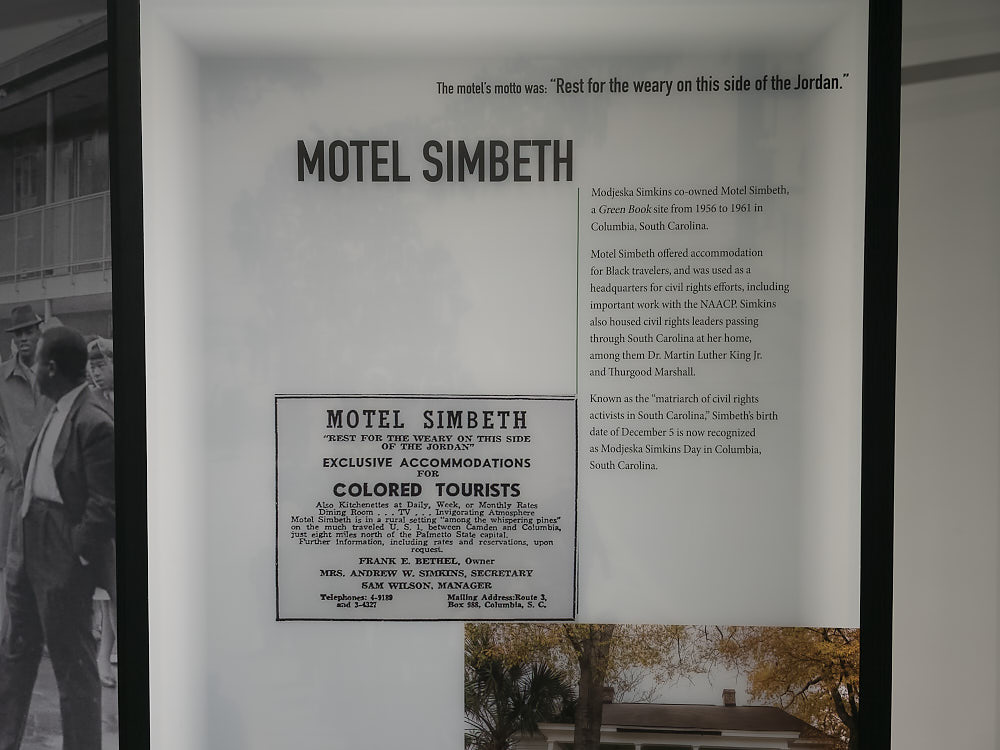 The motel's motto was: "Rest for the weary on this side of the Jordan."
MOTEL SIMBETH
Modjeska Simkins co-owned Motel Simbeth,
a Green Book site from 1956 to 1961 in
Columbia, South Carolina.
Motel Simbeth offered accommodation
for Black travelers, and was used as a
headquarters for civil rights efforts, including
important work with the NAACP. Simkins
also housed civil rights leaders passing
through South Carolina at her home,
among them Dr. Martin Luther King Jr.
and Thurgood Marshall.
Known as the "matriarch of civil rights
activists in South Carolina," Simbeth's birth
date of December 5 is now recognized
as Modjeska Simkins Day in Columbia,
South Carolina.
MOTEL SIMBETH
"REST FOR THE WEARY ON THIS SIDE
OF THE JORDAN"
EXCLUSIVE ACCOMMODATIONS
FOR
COLORED TOURISTS
Also Kitchenettes at Daily, Week, or Monthly Rates
Dining Room . . . TV . . . Invigorating Atmosphere
Motel Simbeth is in a rural setting "among the whispering pines"
on the much traveled U. S. 1, between Camden and Columbia,
just eight miles north of the Palmetto State capital.
Further information, including rates and reservations, upon
request.
FRANK E. BETHEL, Owner
MRS. ANDREW W. SIMKINS, SECRETARY
SAM WILSON, MANAGER
Telephones: 4-9189
and 3-4327
Mailing Address:Route 3,
Box 988, Columbia, S. C.